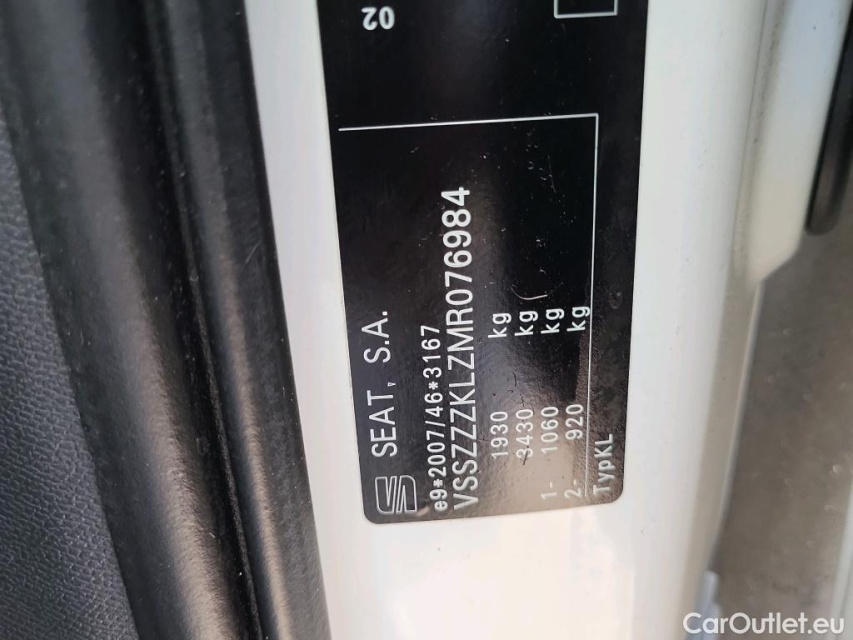 SEAT, S.A.
e9*2007/46*3167
VSSZZZKLZMR076984
1930 kg
3430 kg
1- 1060 kg
2- 920 kg
TypKL
02
CarOutlet.eu